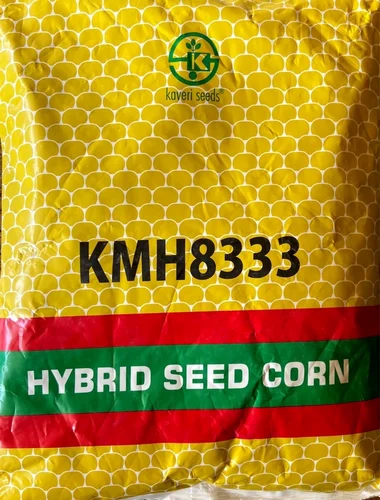 K
kaveri seeds
KMH8333
HYBRID SEED CORN